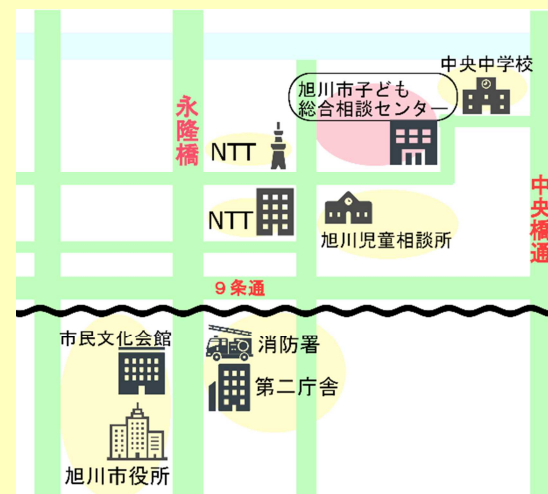 中央中学校
旭川市子ども
総合相談センター
永隆橋
NTT
中央橋通
NTT
旭川児童相談所
9条通
市民文化会館
消防署
第二庁舎
旭川市役所